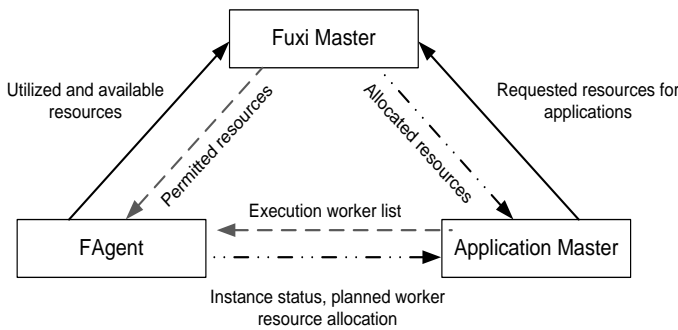 Fuxi Master
Utilized and available
resources
Permitted resources
Allocated resources
Requested resources for
applications
Execution worker list
FAgent
Application Master
Instance status, planned worker
resource allocation